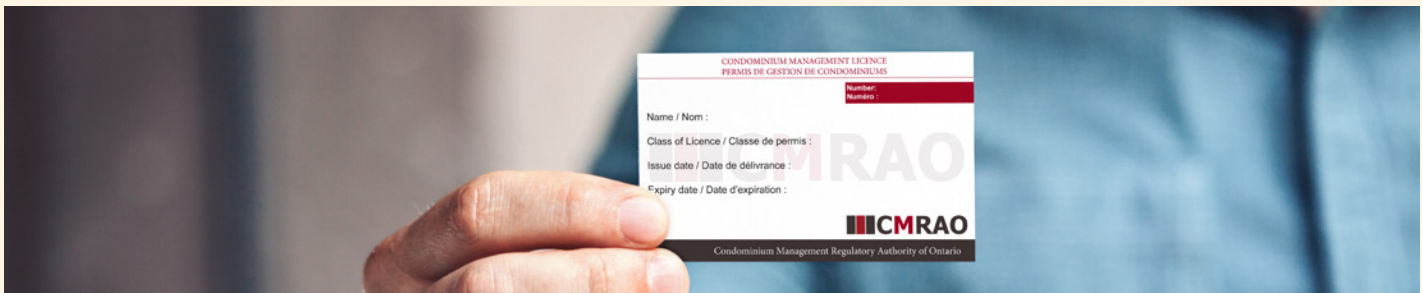 CONDOMINIUM MANAGEMENT LICENCE
PERMIS DE GESTION DE CONDOMINIUMS
Number:
Numéro :
Name / Nom :
Class of Licence / Classe de permis :
CMRAO
Issue date / Date de délivrance :
Expiry date / Date d'expiration :
CMRAO
Condominium Management Regulatory Authority of Ontario